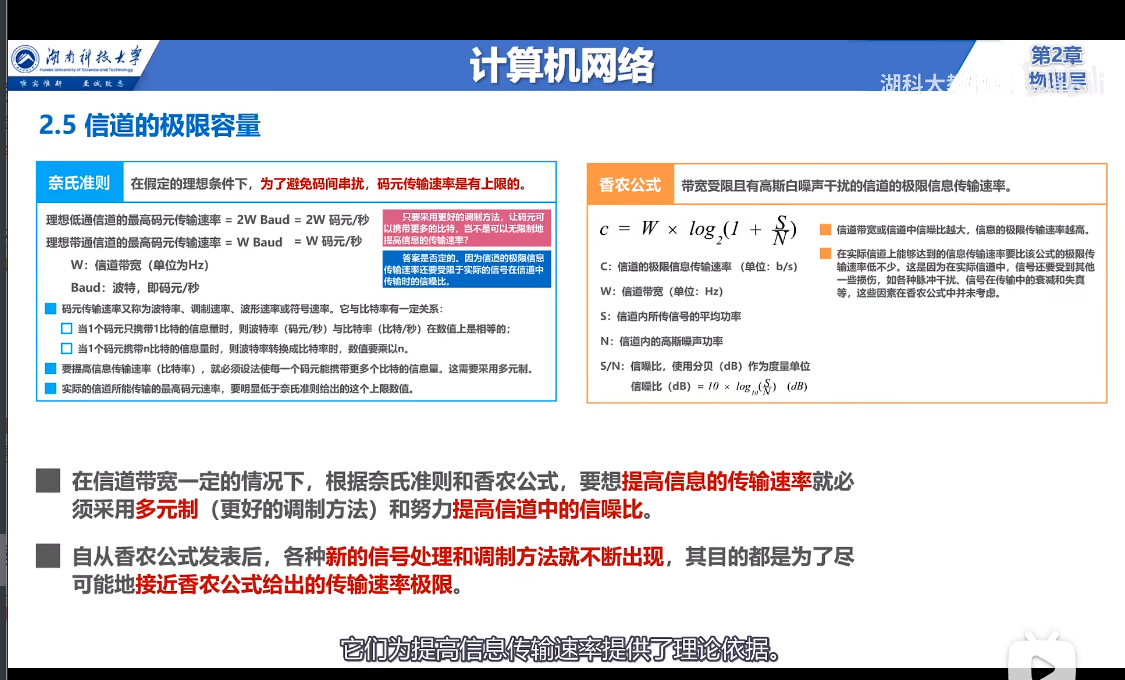 湖南科技大学
Hunan University of Science and Technology
唯实惟新 至诚致志
计算机网络
第2章
物理层
湖科大教
2.5 信道的极限容量
奈氏准则
在假定的理想条件下，为了避免码间串扰，码元传输速率是有上限的。
理想低通信道的最高码元传输速率 = 2W Baud = 2W 码元/秒
理想带通信道的最高码元传输速率 = W Baud = W 码元/秒
W：信道带宽（单位为Hz）
Baud：波特，即码元/秒
只要采用更好的调制方法，让码元可
以携带更多的比特，岂不是可以无限制地
提高信息的传输速率？
答案是否定的。因为信道的极限信息
传输速率还要受限于实际的信号在信道中
传输时的信噪比。
码元传输速率又称为波特率、调制速率、波形速率或符号速率。它与比特率有一定关系：
当1个码元只携带1比特的信息量时，则波特率（码元/秒）与比特率（比特/秒）在数值上是相等的；
当1个码元携带n比特的信息量时，则波特率转换成比特率时，数值要乘以n。
要提高信息传输速率（比特率），就必须设法使每一个码元能携带更多个比特的信息量。这需要采用多元制。
实际的信道所能传输的最高码元速率，要明显低于奈氏准则给出的这个上限数值。
香农公式
带宽受限且有高斯白噪声干扰的信道的极限信息传输速率。
c = W × log₂(1 + S/N)
C：信道的极限信息传输速率 （单位：b/s）
W：信道带宽（单位：Hz）
S：信道内所传信号的平均功率
N：信道内的高斯噪声功率
S/N：信噪比，使用分贝（dB）作为度量单位
信噪比（dB）= 10 × log₁₀(S/N) (dB)
信道带宽或信道中信噪比越大，信息的极限传输速率越高。
在实际信道上能够达到的信息传输速率要比该公式的极限传
输速率低不少。这是因为在实际信道中，信号还要受到其他
一些损伤，如各种脉冲干扰、信号在传输中的衰减和失真
等，这些因素在香农公式中并未考虑。
在信道带宽一定的情况下，根据奈氏准则和香农公式，要想提高信息的传输速率就必
须采用多元制（更好的调制方法）和努力提高信道中的信噪比。
自从香农公式发表后，各种新的信号处理和调制方法就不断出现，其目的都是为了尽
可能地接近香农公式给出的传输速率极限。
它们为提高信息传输速率提供了理论依据。